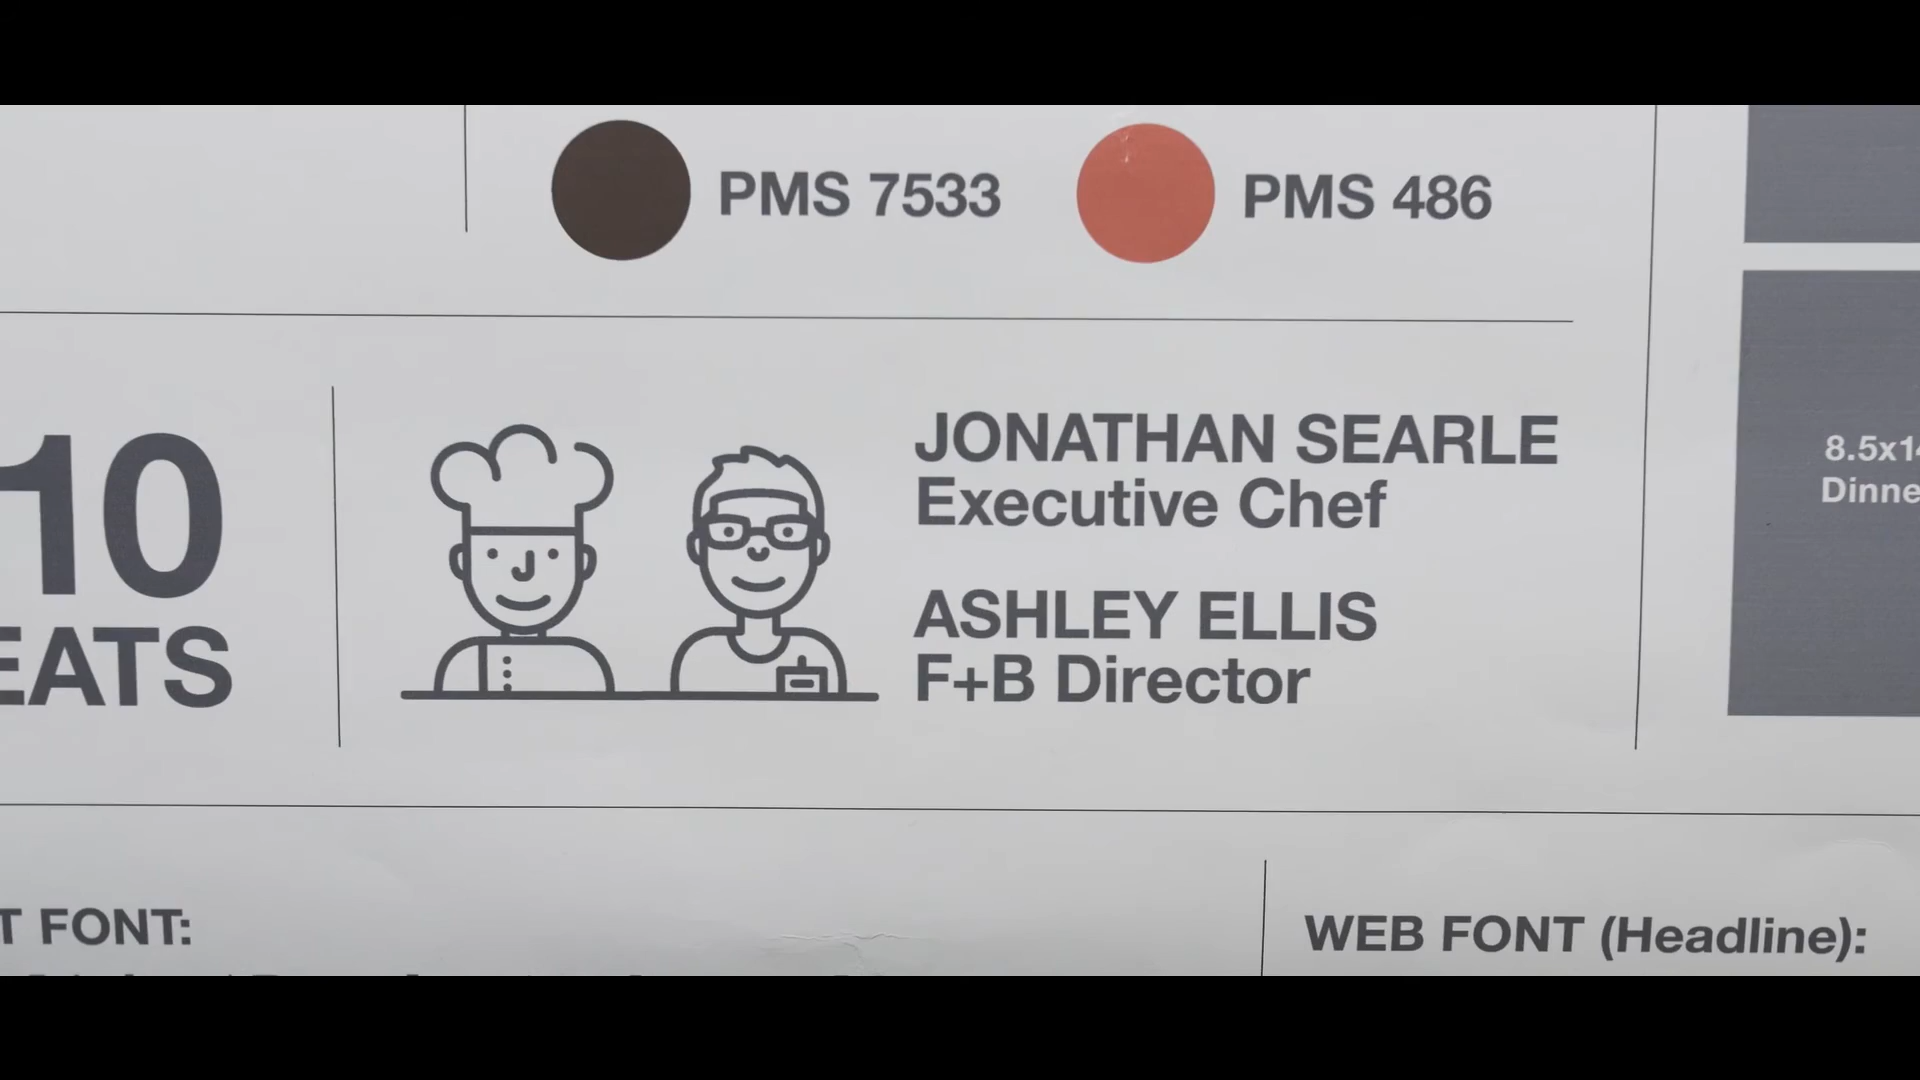 PMS 7533
PMS 486
10
EATS
JONATHAN SEARLE
Executive Chef
ASHLEY ELLIS
F+B Director
8.5x14
Dinne
T FONT:
WEB FONT (Headline):